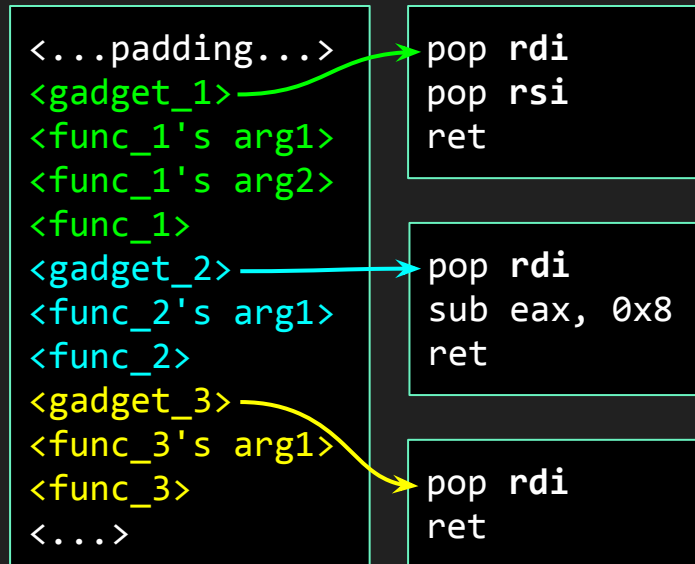 <...padding...>
<gadget_1>
<func_1's arg1>
<func_1's arg2>
<func_1>
<gadget_2>
<func_2's arg1>
<func_2>
<gadget_3>
<func_3's arg1>
<func_3>
<...>
pop rdi
pop rsi
ret
pop rdi
sub eax, 0x8
ret
pop rdi
ret